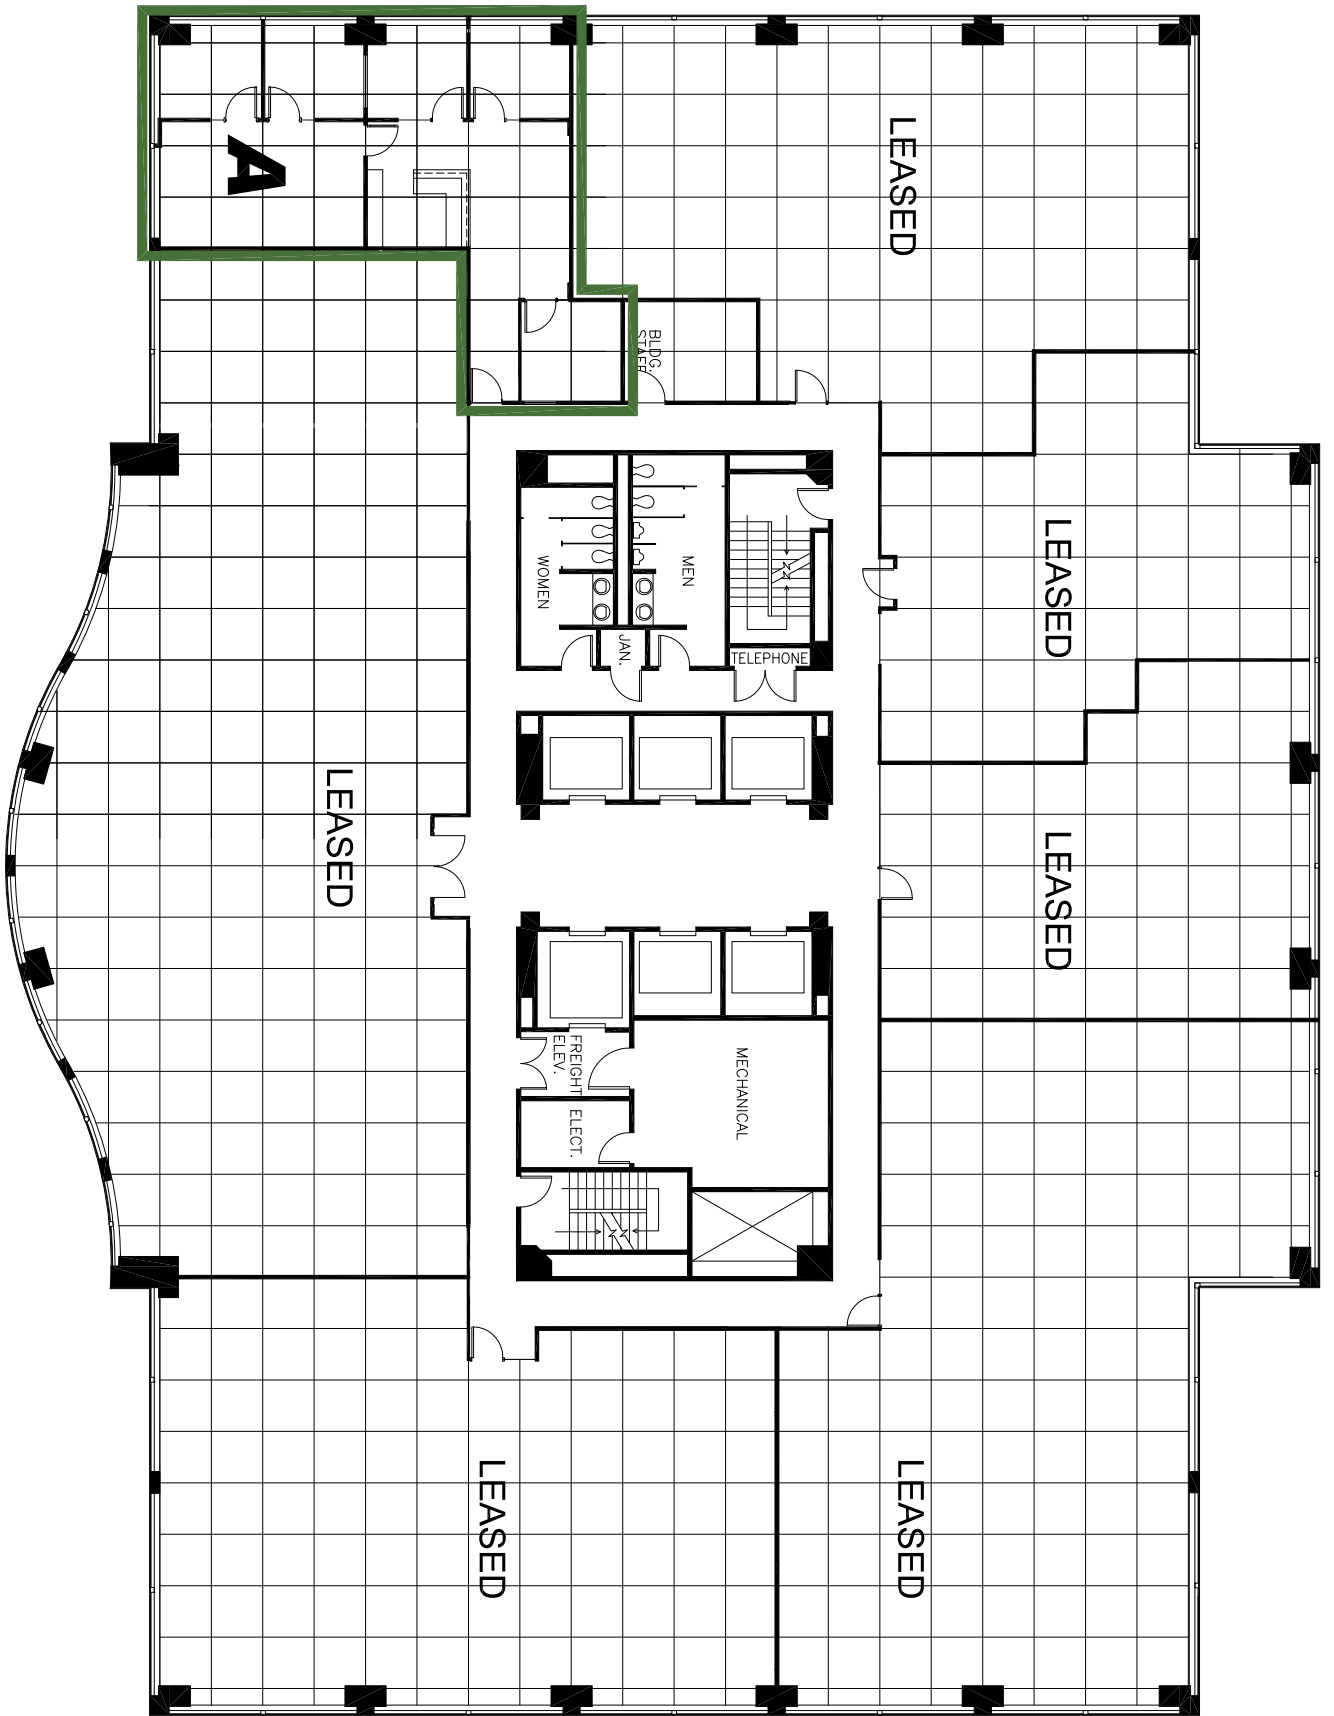 A
LEASED
BLDG.
STAFF
LEASED
WOMEN
MEN
JAN.
TELEPHONE
LEASED
LEASED
FREIGHT
ELEV.
MECHANICAL
ELECT.
LEASED
LEASED